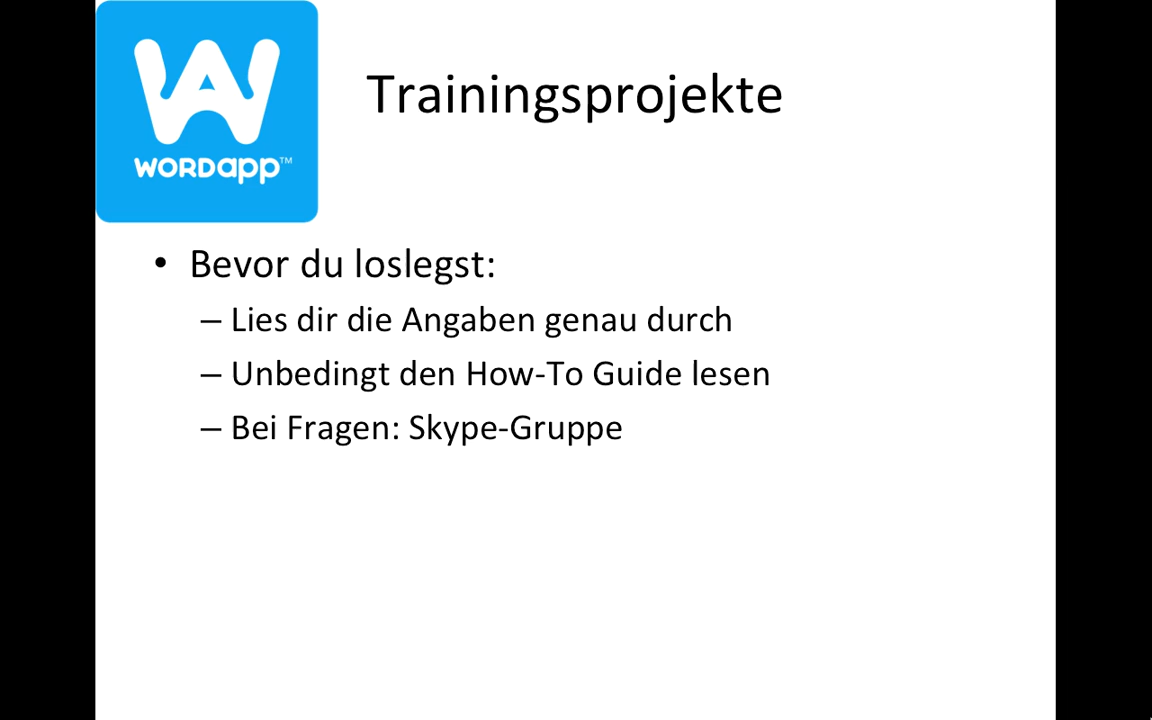 WORDapp™
Trainingsprojekte
• Bevor du loslegst:
– Lies dir die Angaben genau durch
– Unbedingt den How-To Guide lesen
– Bei Fragen: Skype-Gruppe